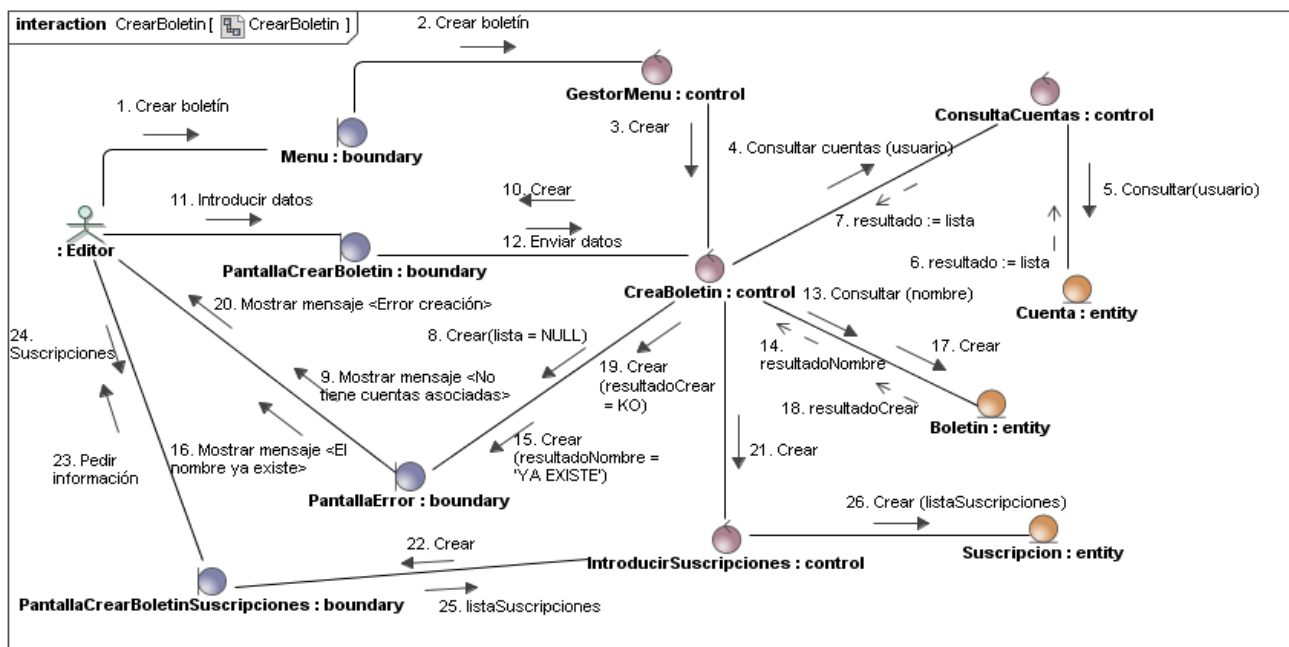 interaction CrearBoletin[ CrearBoletin ]
2. Crear boletín
GestorMenu : control
ConsultaCuentas : control
1. Crear boletín
3. Crear
Menu : boundary
4. Consultar cuentas (usuario)
5. Consultar(usuario)
10. Crear
11. Introducir datos
7. resultado := lista
: Editor
12. Enviar datos
6. resultado := lista
PantallaCrearBoletin : boundary
CreaBoletin : control
13. Consultar (nombre)
Cuenta : entity
20. Mostrar mensaje <Error creación>
24.
Suscripciones
8. Crear(lista = NULL)
14.
resultadoNombre
17. Crear
19. Crear
(resultadoCrear
= KO)
9. Mostrar mensaje <No
tiene cuentas asociadas>
18. resultadoCrear
Boletin : entity
23. Pedir
información
16. Mostrar mensaje <El
nombre ya existe>
15. Crear
(resultadoNombre =
'YA EXISTE')
21. Crear
PantallaError : boundary
26. Crear (listaSuscripciones)
22. Crear
IntroducirSuscripciones : control
Suscripcion : entity
PantallaCrearBoletinSuscripciones : boundary
25. listaSuscripciones